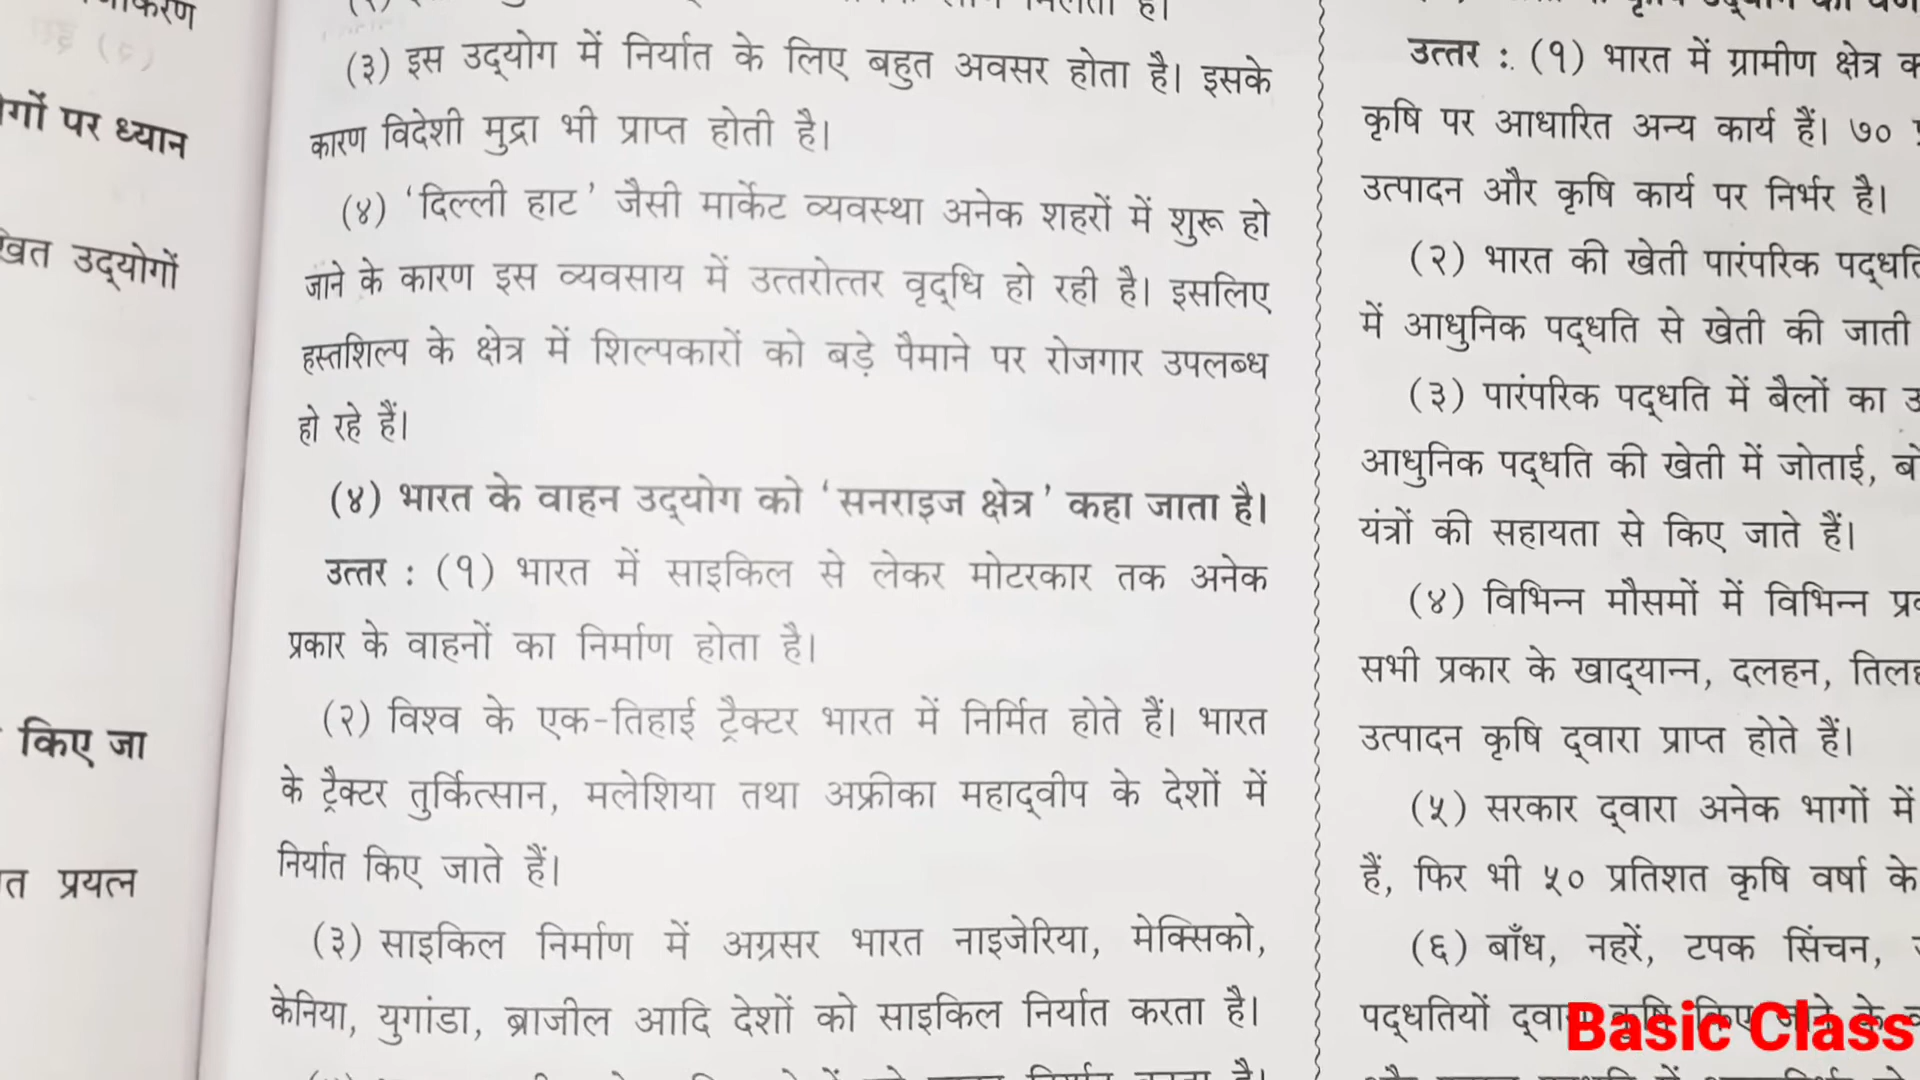 र्गों पर ध्यान
उद्‌योगों
किए जा
प्रयत्न
(३) इस उद्‌योग में निर्यात के लिए बहुत अवसर होता है। इसके
कारण विदेशी मुद्रा भी प्राप्त होती है।
(४) ‘दिल्ली हाट’ जैसी मार्केट व्यवस्था अनेक शहरों में शुरू हो
जाने के कारण इस व्यवसाय में उत्तरोत्तर वृद्‌धि हो रही है। इसलिए
हस्तशिल्प के क्षेत्र में शिल्पकारों को बड़े पैमाने पर रोजगार उपलब्ध
हो रहे हैं।
(४) भारत के वाहन उद्‌योग को ‘सनराइज क्षेत्र’ कहा जाता है।
उत्तर : (१) भारत में साइकिल से लेकर मोटरकार तक अनेक
प्रकार के वाहनों का निर्माण होता है।
(२) विश्व के एक-तिहाई ट्रैक्टर भारत में निर्मित होते हैं। भारत
के ट्रैक्टर तुर्कित्सान, मलेशिया तथा अफ्रीका महाद्‌वीप के देशों में
निर्यात किए जाते हैं।
(३) साइकिल निर्माण में अग्रसर भारत नाइजेरिया, मेक्सिको,
केनिया, युगांडा, ब्राजील आदि देशों को साइकिल निर्यात करता है।
उत्तर : (१) भारत में ग्रामीण क्षेत्र
कृषि पर आधारित अन्य कार्य हैं। ७०
उत्पादन और कृषि कार्य पर निर्भर है।
(२) भारत की खेती पारंपरिक
में आधुनिक पद्‌धति से खेती की जाती
(३) पारंपरिक पद्‌धति में बैलों का
आधुनिक पद्‌धति की खेती में जोताई,
यंत्रों की सहायता से किए जाते हैं।
(४) विभिन्न मौसमों में विभिन्न
सभी प्रकार के खाद्‌यान्न, दलहन,
उत्पादन कृषि द्‌वारा प्राप्त होते हैं।
(५) सरकार द्‌वारा अनेक भागों में
हैं, फिर भी ५० प्रतिशत कृषि वर्षा के
(६) बाँध, नहरें, टपक सिंचन,
पद्‌धतियों
Basic Class